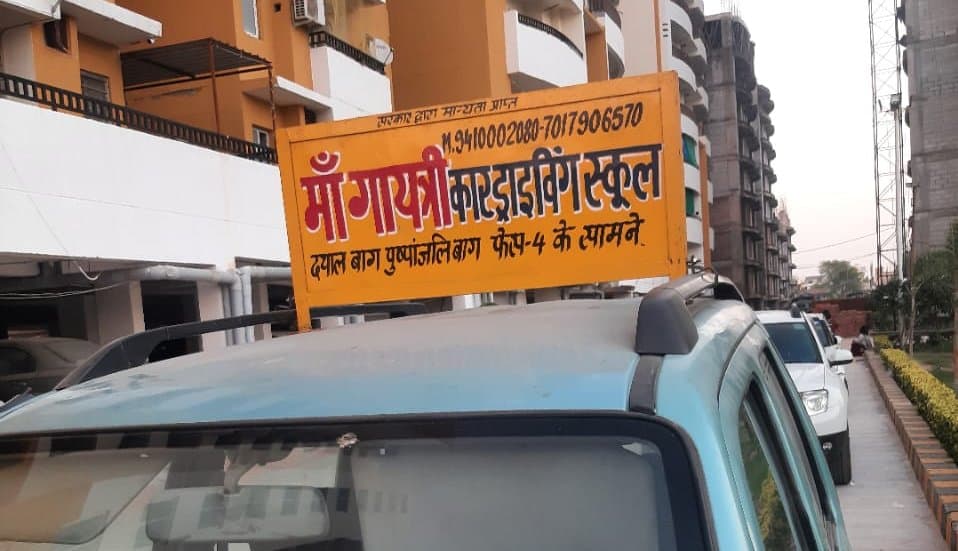 सरकार द्वारा मान्यता प्राप्त
M.9410002080-7017906570
माँ गायत्री कार ड्राइविंग स्कूल
दयाल बाग पुष्पांजलि बाग फेस-4 के सामने